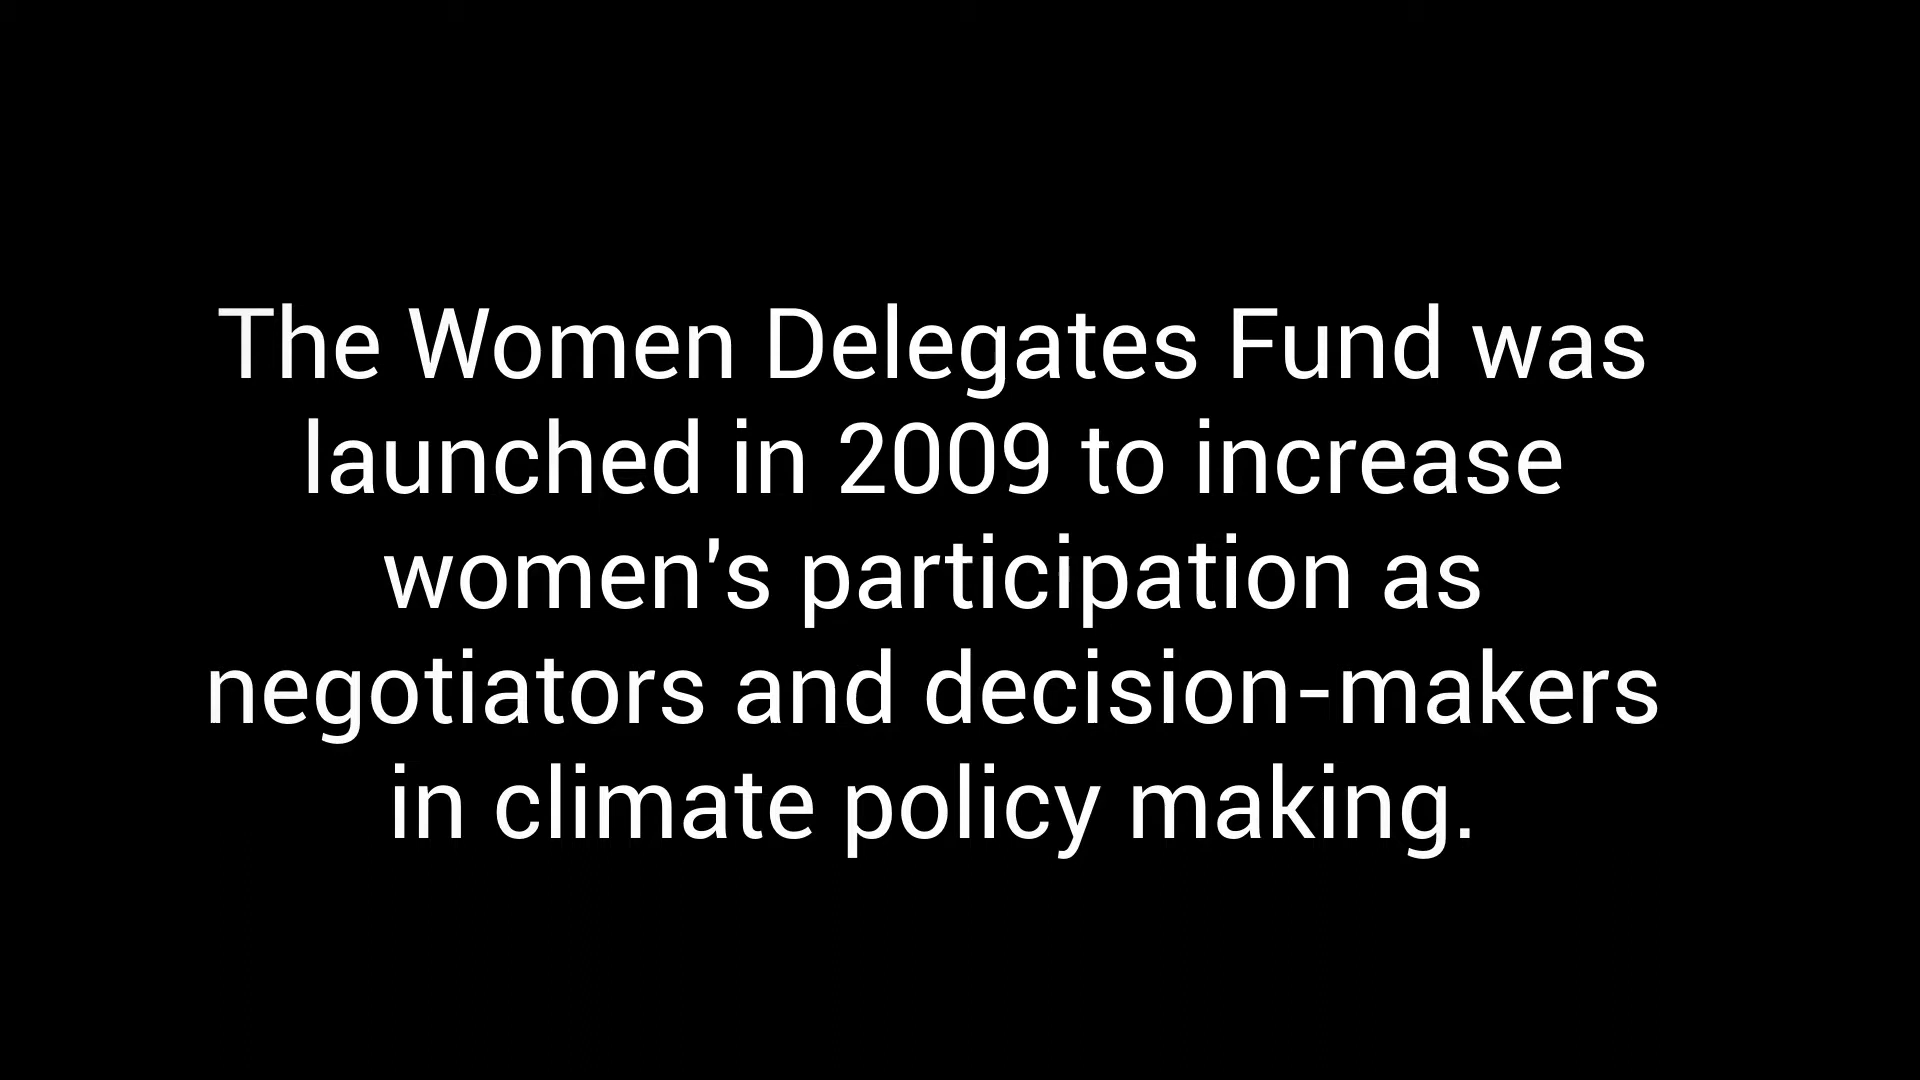 The Women Delegates Fund was
launched in 2009 to increase
women's participation as
negotiators and decision-makers
in climate policy making.